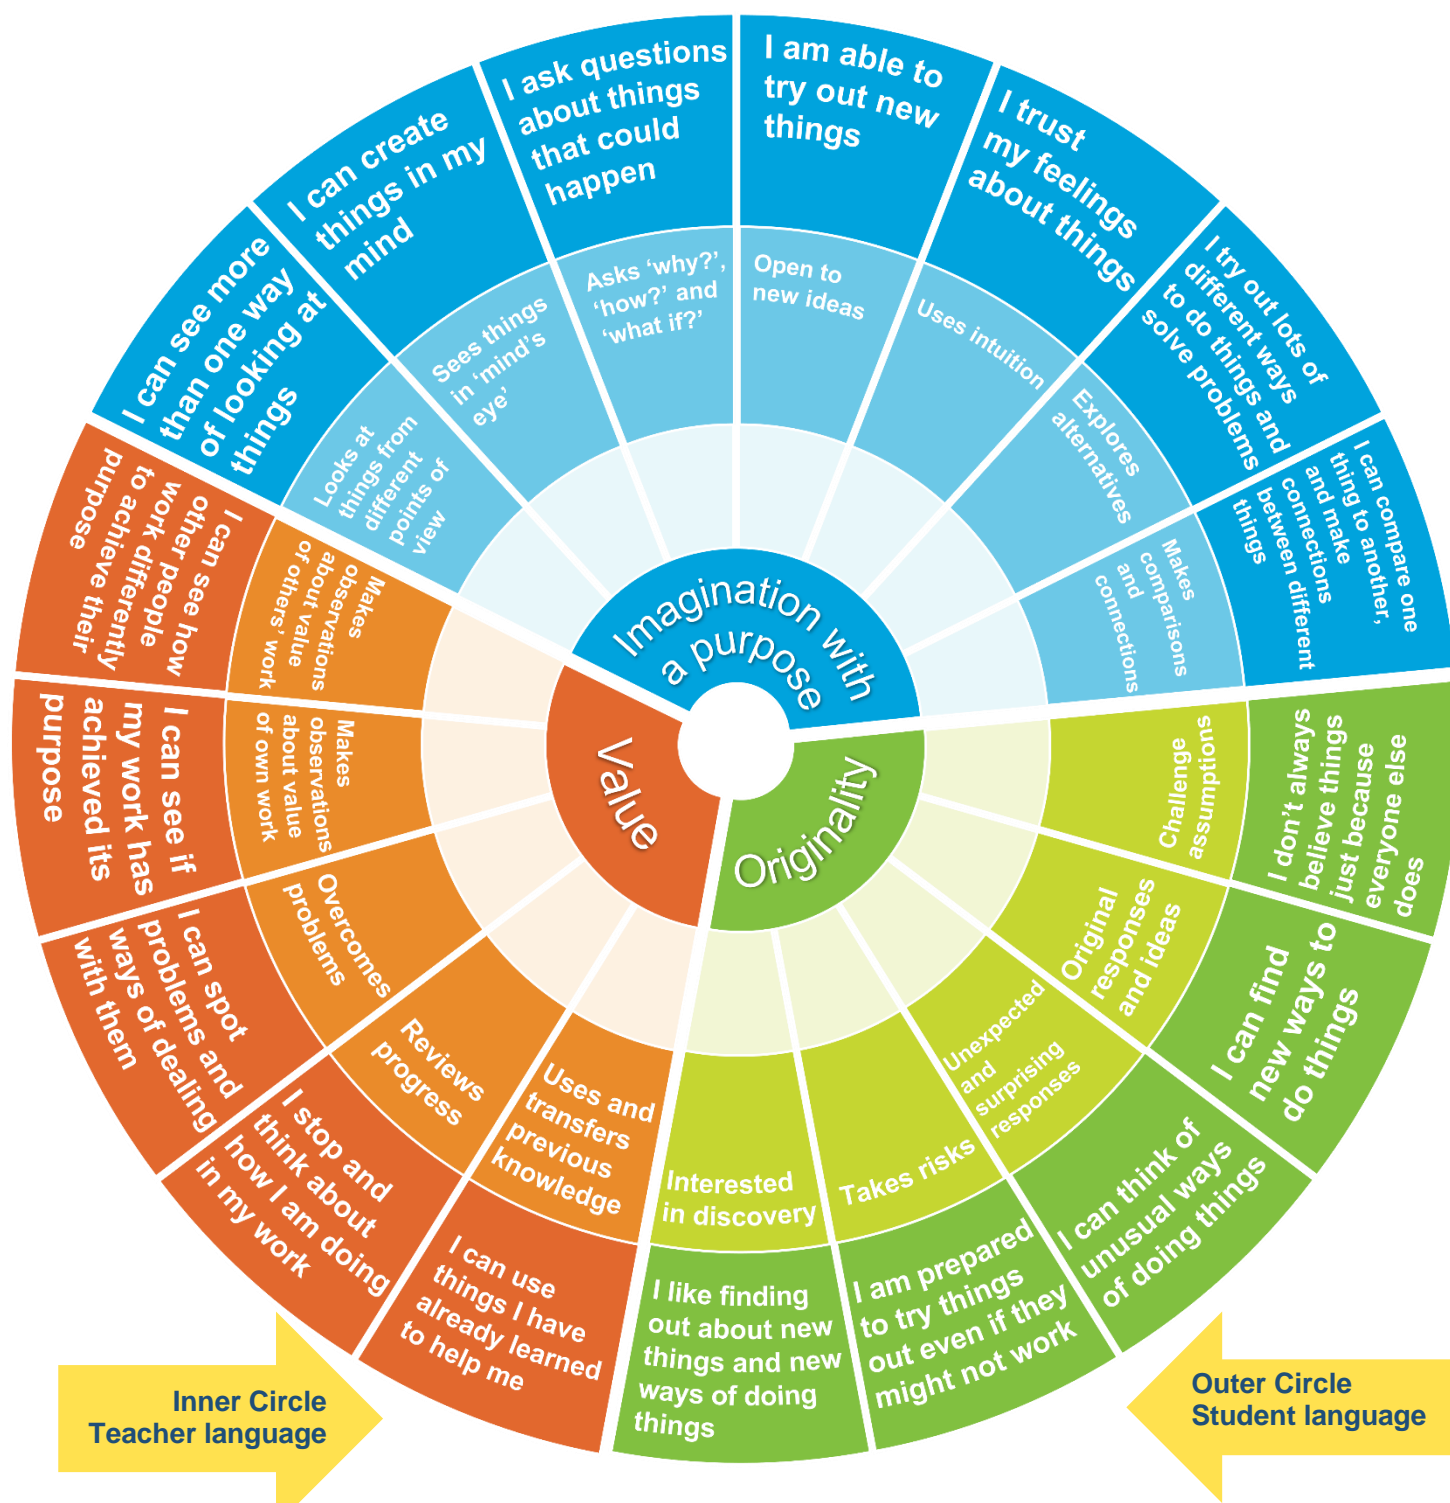 I ask questions
about things
that could
happen
I am able to
try out new
things
I trust
my feelings
about things
I try out lots of
different ways
to do things and
solve problems
I can compare one
thing to another,
and make
connections
between different
things
I don’t always
believe things
just because
everyone else
does
I can find
new ways to
do things
I can think of
unusual ways
of doing things
I am prepared
to try things
out even if they
might not work
I like finding
out about new
things and new
ways of doing
things
I can use
things I have
already learned
to help me
I stop and
think about
how I am doing
in my work
I can spot
problems and
ways of dealing
with them
I can see if
my work has
achieved its
purpose
I can see how
other people
work differently
to achieve their
purpose
I can see more
than one way
of looking at
things
I can create
things in my
mind
Asks ‘why?’,
‘how?’ and
‘what if?’
Open to
new ideas
Uses intuition
Explores
alternatives
Makes
comparisons
and
connections
Challenge
assumptions
Original
responses
and ideas
Unexpected
and
surprising
responses
Takes risks
Interested
in discovery
Uses and
transfers
previous
knowledge
Reviews
progress
Overcomes
problems
Makes
observations
about value
of own work
Makes
observations
about value
of others’ work
Looks at
things from
different
points of
view
Sees things
in ‘mind’s
eye’
Imagination with
a purpose
Originality
Value
Inner Circle
Teacher language
Outer Circle
Student language